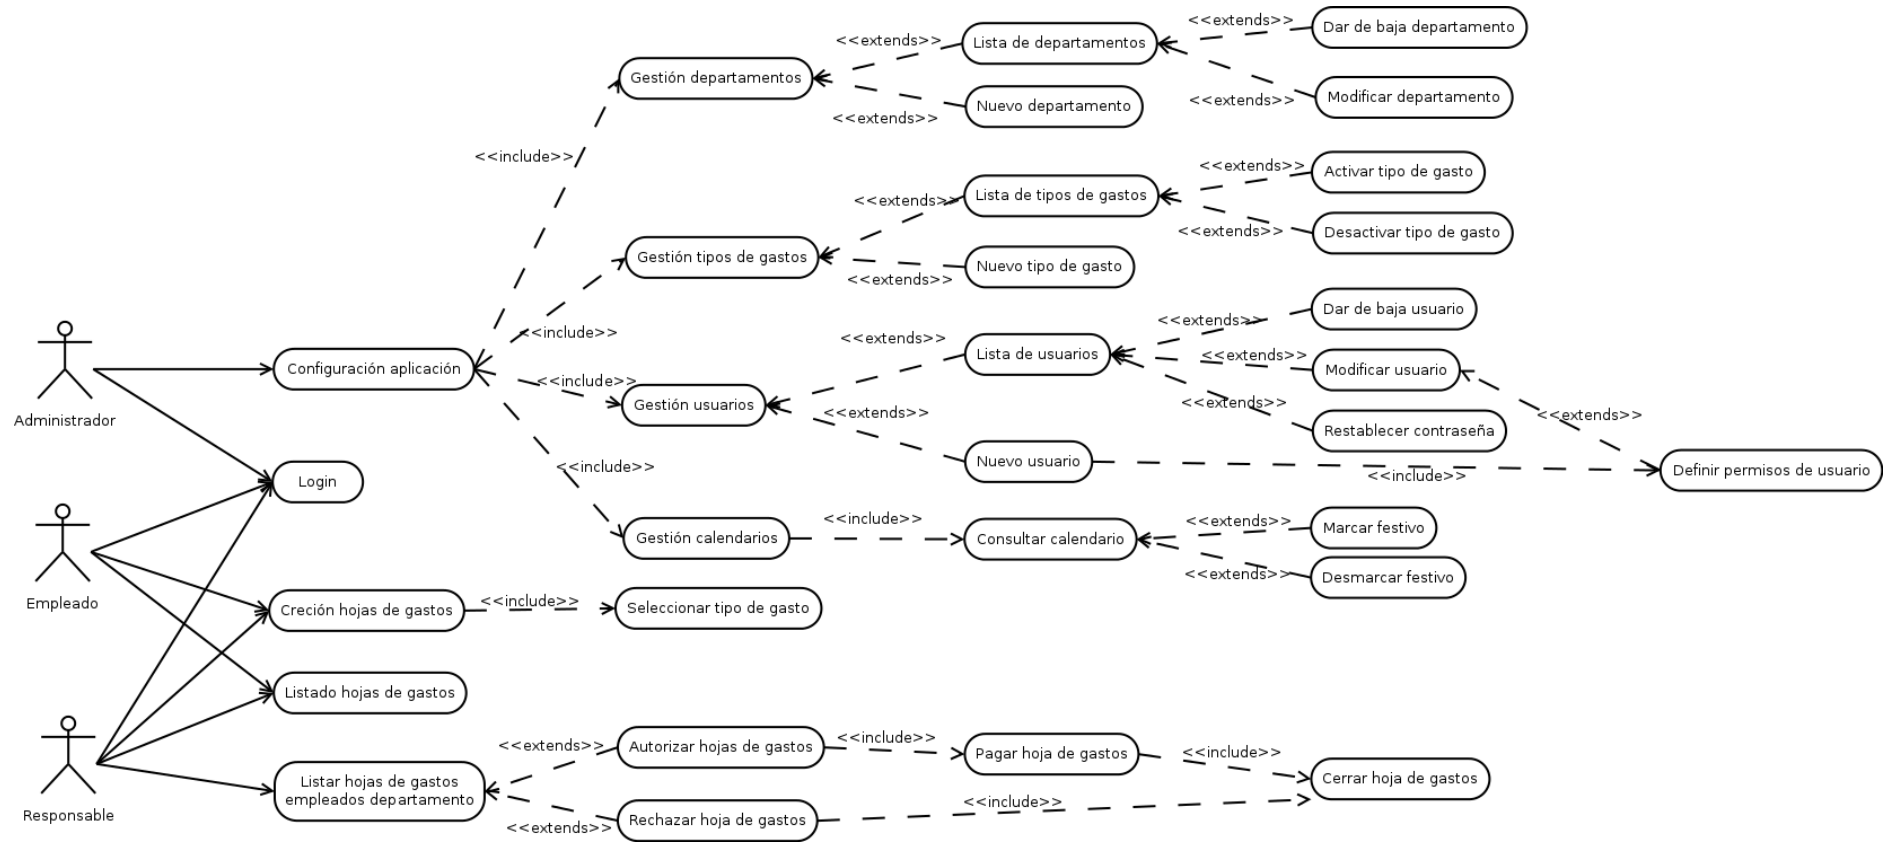 <<extends>>
Dar de baja departamento
<<extends>>
Lista de departamentos
Gestión departamentos
Modificar departamento
<<extends>>
Nuevo departamento
<<extends>>
<<include>>
<<extends>>
Activar tipo de gasto
<<extends>>
Lista de tipos de gastos
<<extends>>
Desactivar tipo de gasto
Gestión tipos de gastos
Nuevo tipo de gasto
<<extends>>
<<include>>
Dar de baja usuario
<<extends>>
<<extends>>
Lista de usuarios
<<extends>>
Modificar usuario
Configuración aplicación
<<include>>
Gestión usuarios
<<extends>>
<<extends>>
Restablecer contraseña
<<extends>>
Administrador
Nuevo usuario
<<include>>
Definir permisos de usuario
<<include>>
Login
<<include>>
<<extends>>
Marcar festivo
Gestión calendarios
Consultar calendario
<<extends>>
Desmarcar festivo
Empleado
Creción hojas de gastos
<<include>>
Seleccionar tipo de gasto
Listado hojas de gastos
<<extends>>
Autorizar hojas de gastos
<<include>>
Pagar hoja de gastos
<<include>>
Cerrar hoja de gastos
Listar hojas de gastos
empleados departamento
<<include>>
Responsable
<<extends>>
Rechazar hoja de gastos